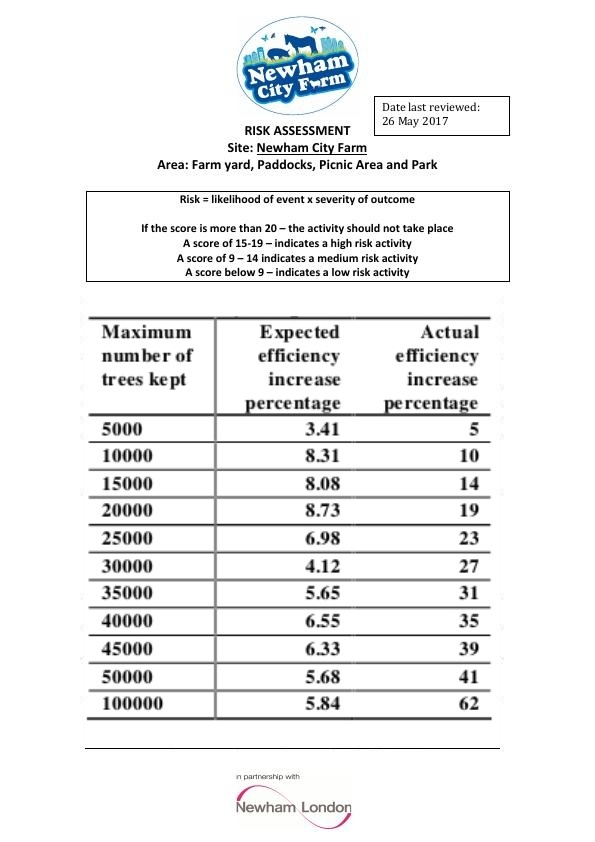 Newham
City Farm
Date last reviewed:
26 May 2017
RISK ASSESSMENT
Site: Newham City Farm
Area: Farm yard, Paddocks, Picnic Area and Park
Risk = likelihood of event x severity of outcome
If the score is more than 20 – the activity should not take place
A score of 15-19 – indicates a high risk activity
A score of 9 – 14 indicates a medium risk activity
A score below 9 – indicates a low risk activity
Maximum number of trees kept Expected efficiency increase percentage Actual efficiency increase percentage
5000 3.41 5
10000 8.31 10
15000 8.08 14
20000 8.73 19
25000 6.98 23
30000 4.12 27
35000 5.65 31
40000 6.55 35
45000 6.33 39
50000 5.68 41
100000 5.84 62
in partnership with
Newham London